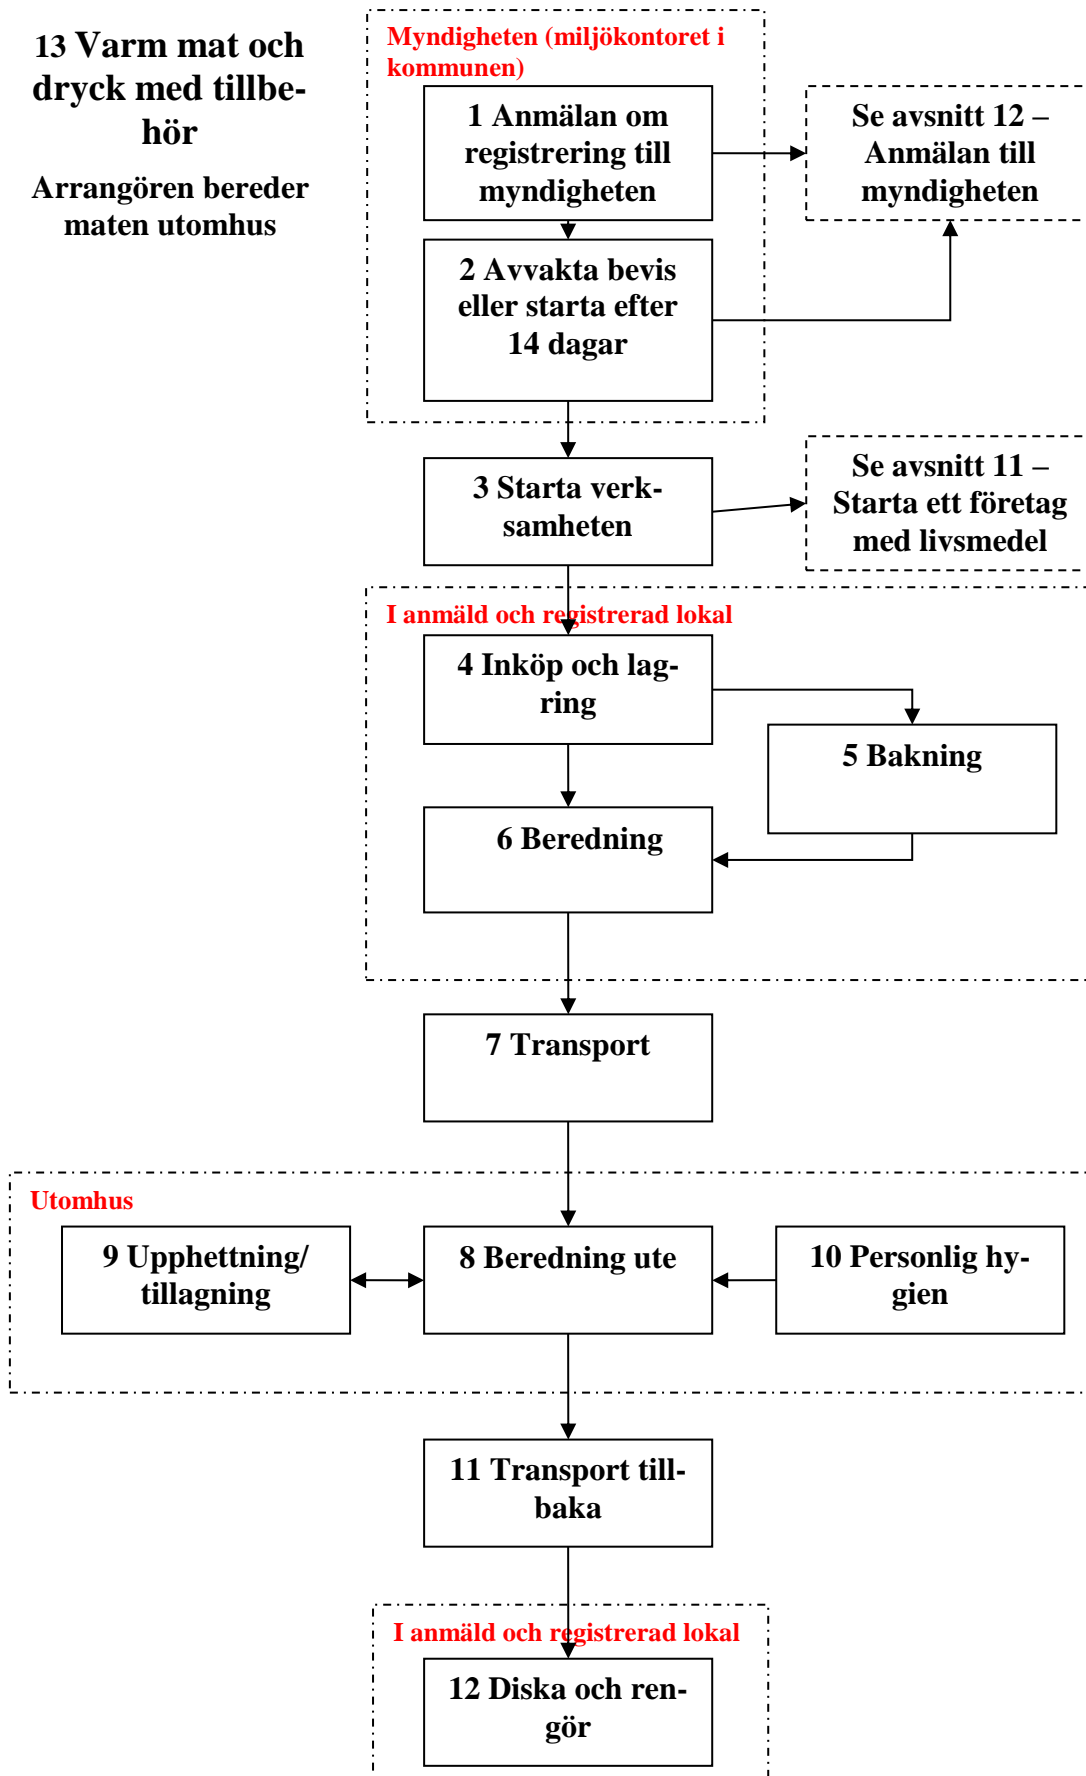 13 Varm mat och
dryck med tillbe-
hör
Arrangören bereder
maten utomhus
Myndigheten (miljökontoret i
kommunen)
1 Anmälan om
registrering till
myndigheten
Se avsnitt 12 –
Anmälan till
myndigheten
2 Avvakta bevis
eller starta efter
14 dagar
3 Starta verk-
samheten
Se avsnitt 11 –
Starta ett företag
med livsmedel
I anmäld och registrerad lokal
4 Inköp och lag-
ring
5 Bakning
6 Beredning
7 Transport
Utomhus
9 Upphettning/
tillagning
8 Beredning ute
10 Personlig hy-
gien
11 Transport till-
baka
I anmäld och registrerad lokal
12 Diska och ren-
gör